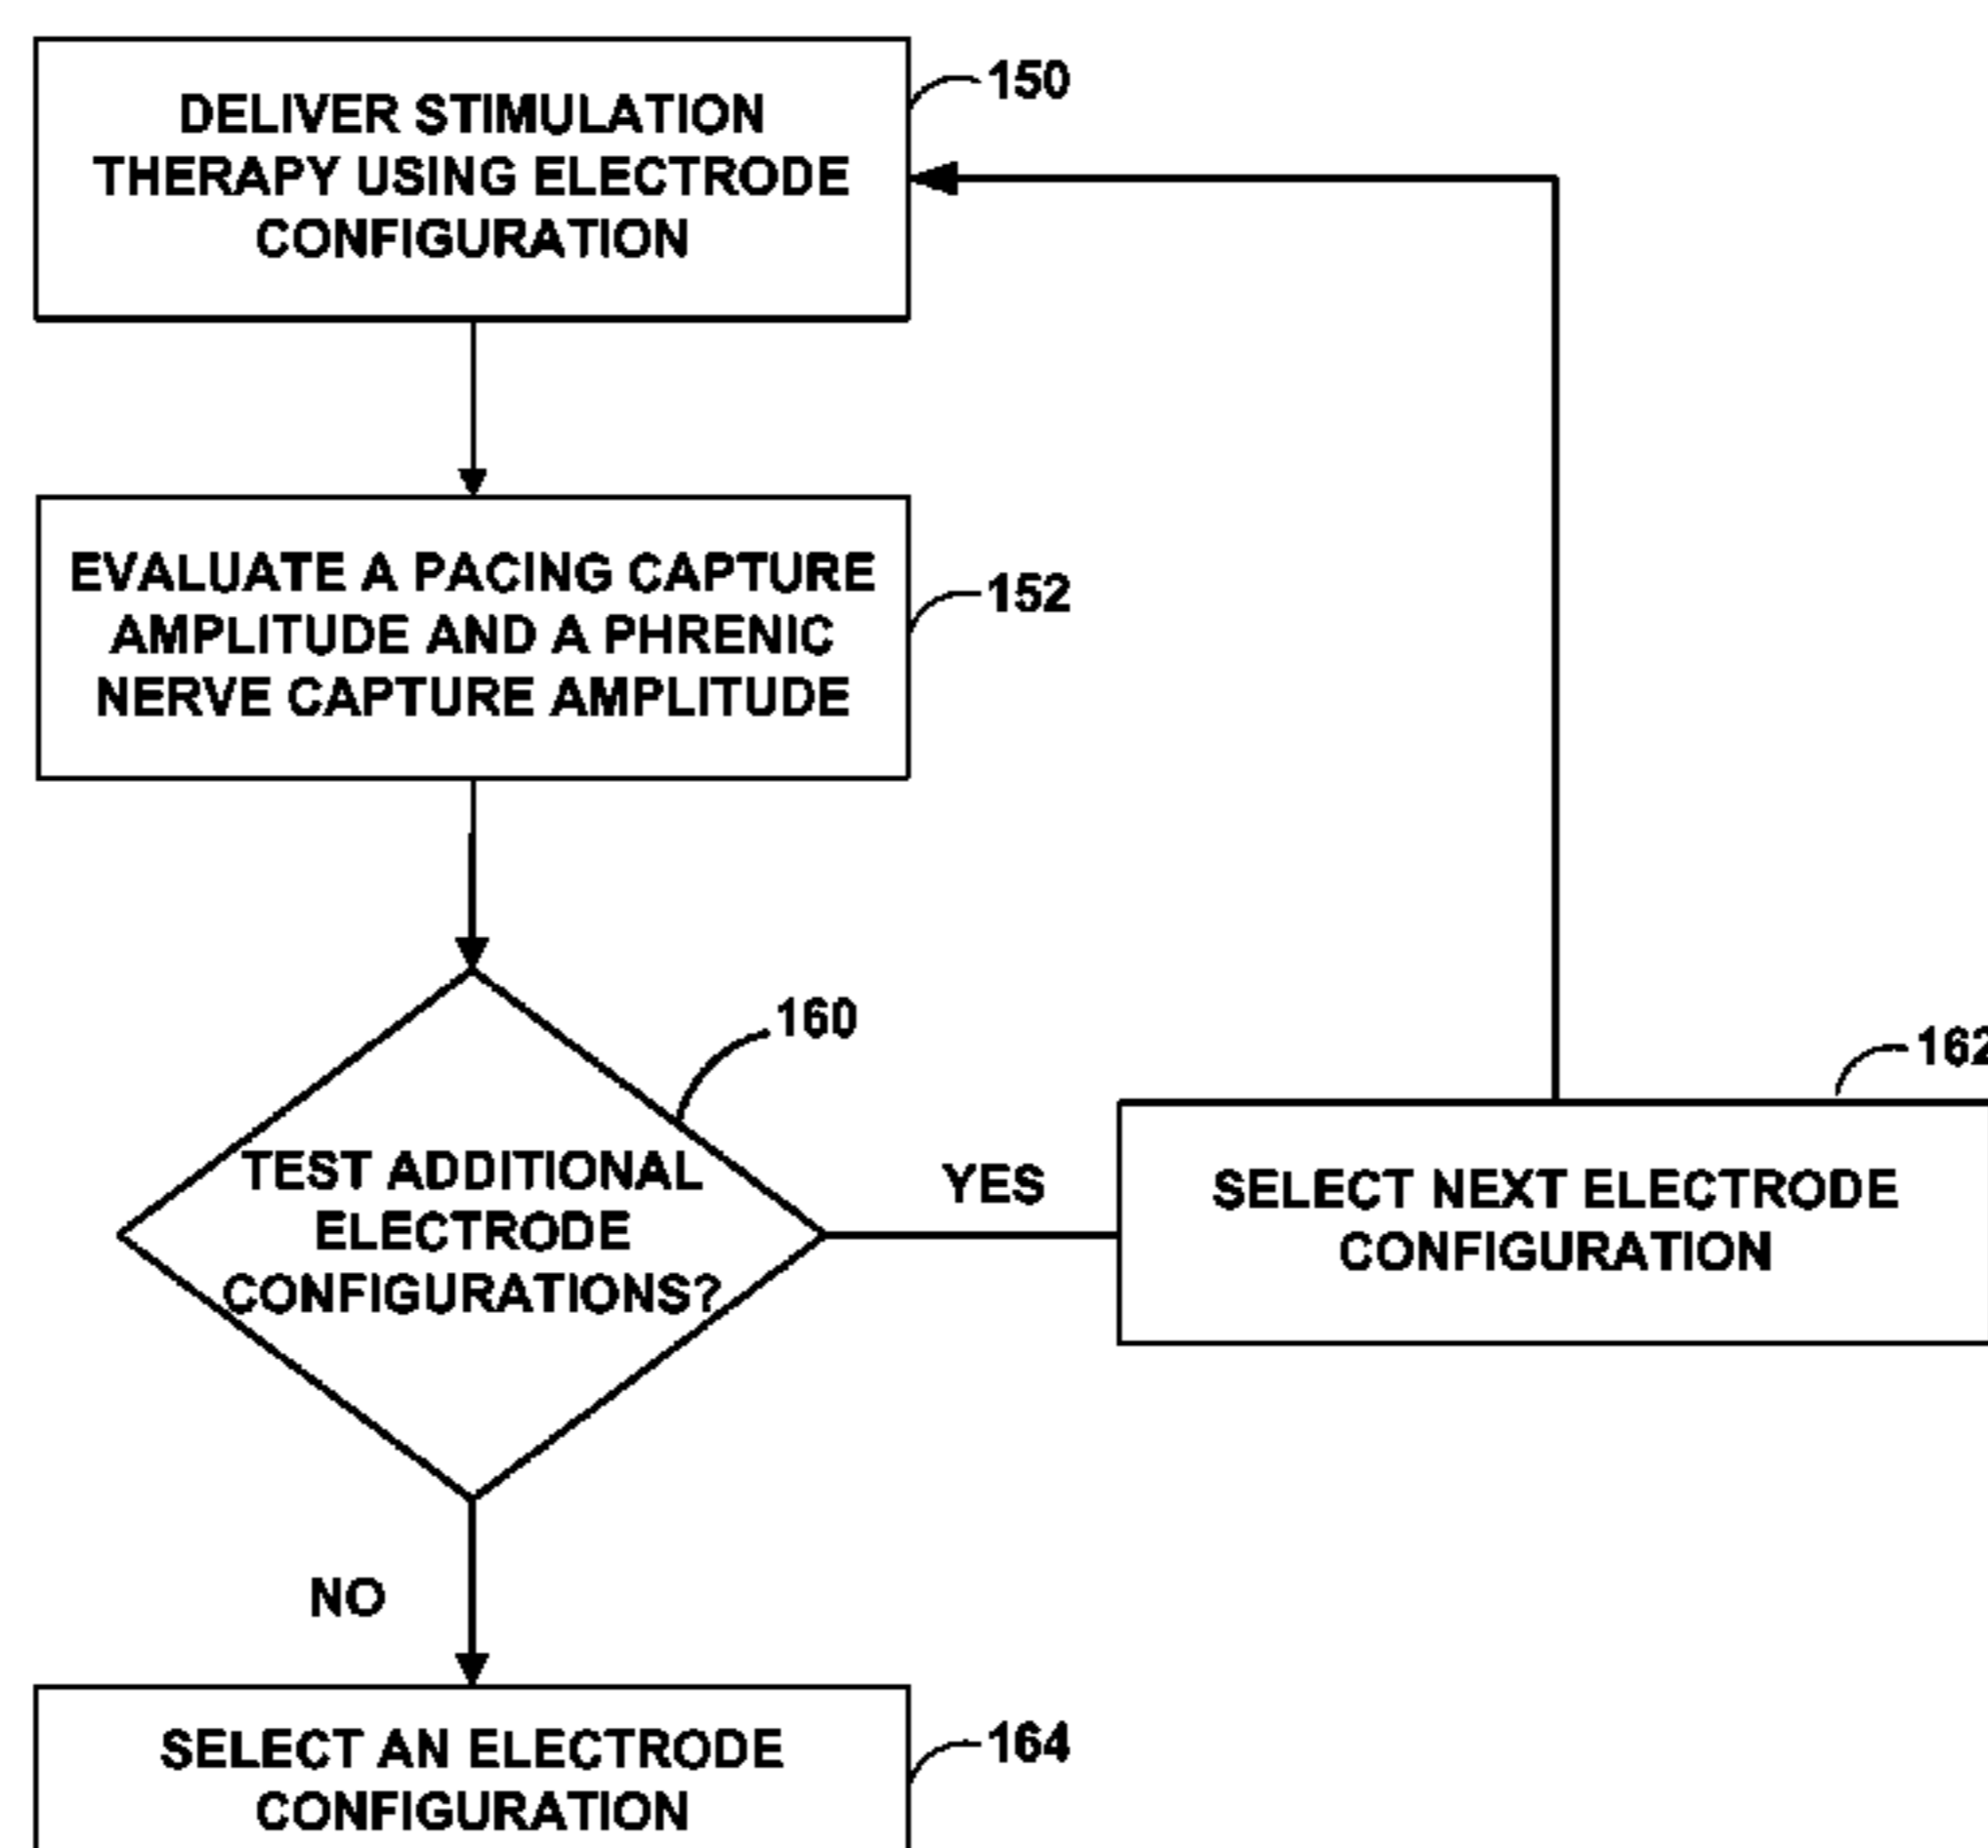 DELIVER STIMULATION
THERAPY USING ELECTRODE
CONFIGURATION
150
EVALUATE A PACING CAPTURE
AMPLITUDE AND A PHRENIC
NERVE CAPTURE AMPLITUDE
152
160
TEST ADDITIONAL
ELECTRODE
CONFIGURATIONS?
YES
162
SELECT NEXT ELECTRODE
CONFIGURATION
NO
SELECT AN ELECTRODE
CONFIGURATION
164